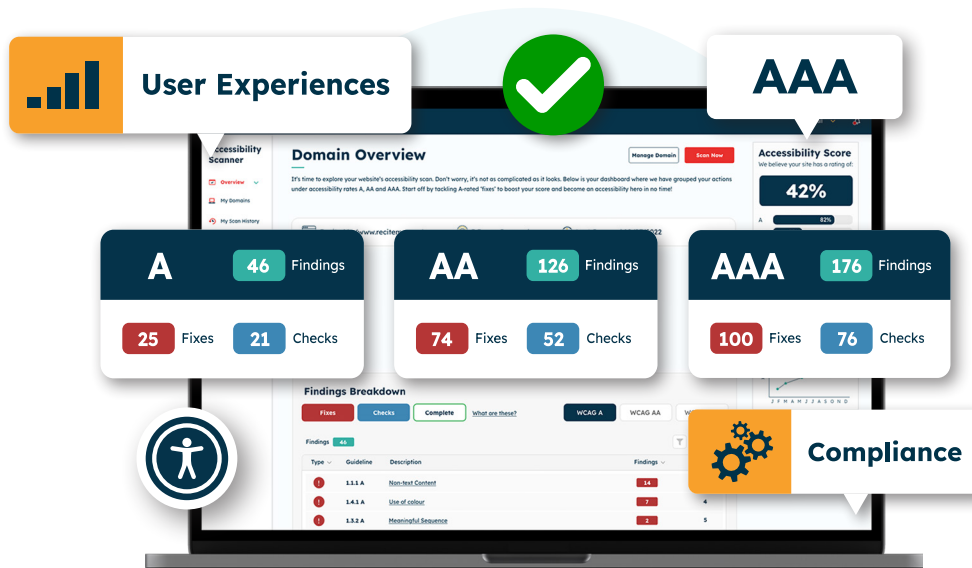 User Experiences
AAA
Accessibility
Scanner
Overview
My Domains
My Scan History
Domain Overview
Manage Domain
Scan Now
It's time to explore your website's accessibility scan. Don't worry, it's not as complicated as it looks. Below is your dashboard where we have grouped your actions
under accessibility rates A, AA and AAA. Start off by tackling A-rated 'fixes' to boost your score and become an accessibility hero in no time!
Accessibility Score
We believe your site has a rating of:
42%
A 82%
A 46 Findings
25 Fixes 21 Checks
AA 126 Findings
74 Fixes 52 Checks
AAA 176 Findings
100 Fixes 76 Checks
J F M A M J J A S O N D
Findings Breakdown
Fixes Checks Complete What are these? WCAG A WCAG AA
Findings 46
Type Guideline Description Findings
1.1.1 A Non-text Content 14
1.4.1 A Use of colour 7 4
1.3.2 A Meaningful Sequence 2 5
Compliance